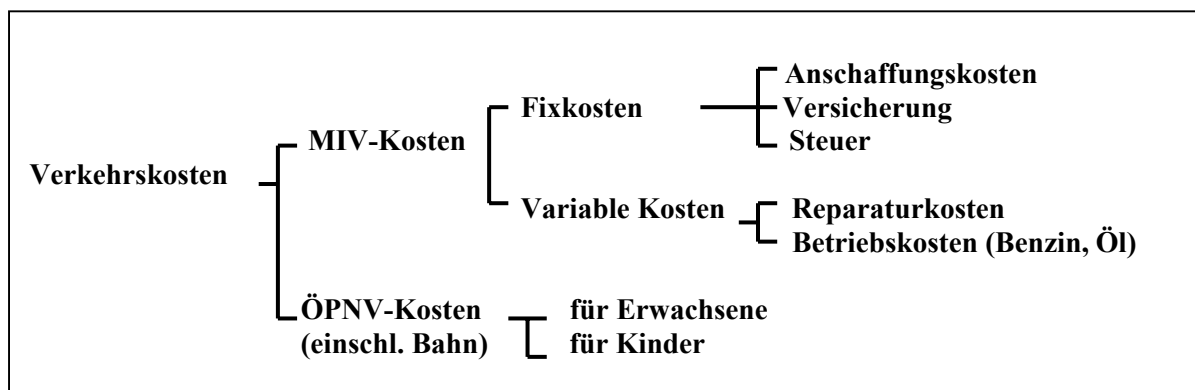 Verkehrskosten
MIV-Kosten
Fixkosten
Anschaffungskosten
Versicherung
Steuer
Variable Kosten
Reparaturkosten
Betriebskosten (Benzin, Öl)
ÖPNV-Kosten
(einschl. Bahn)
für Erwachsene
für Kinder